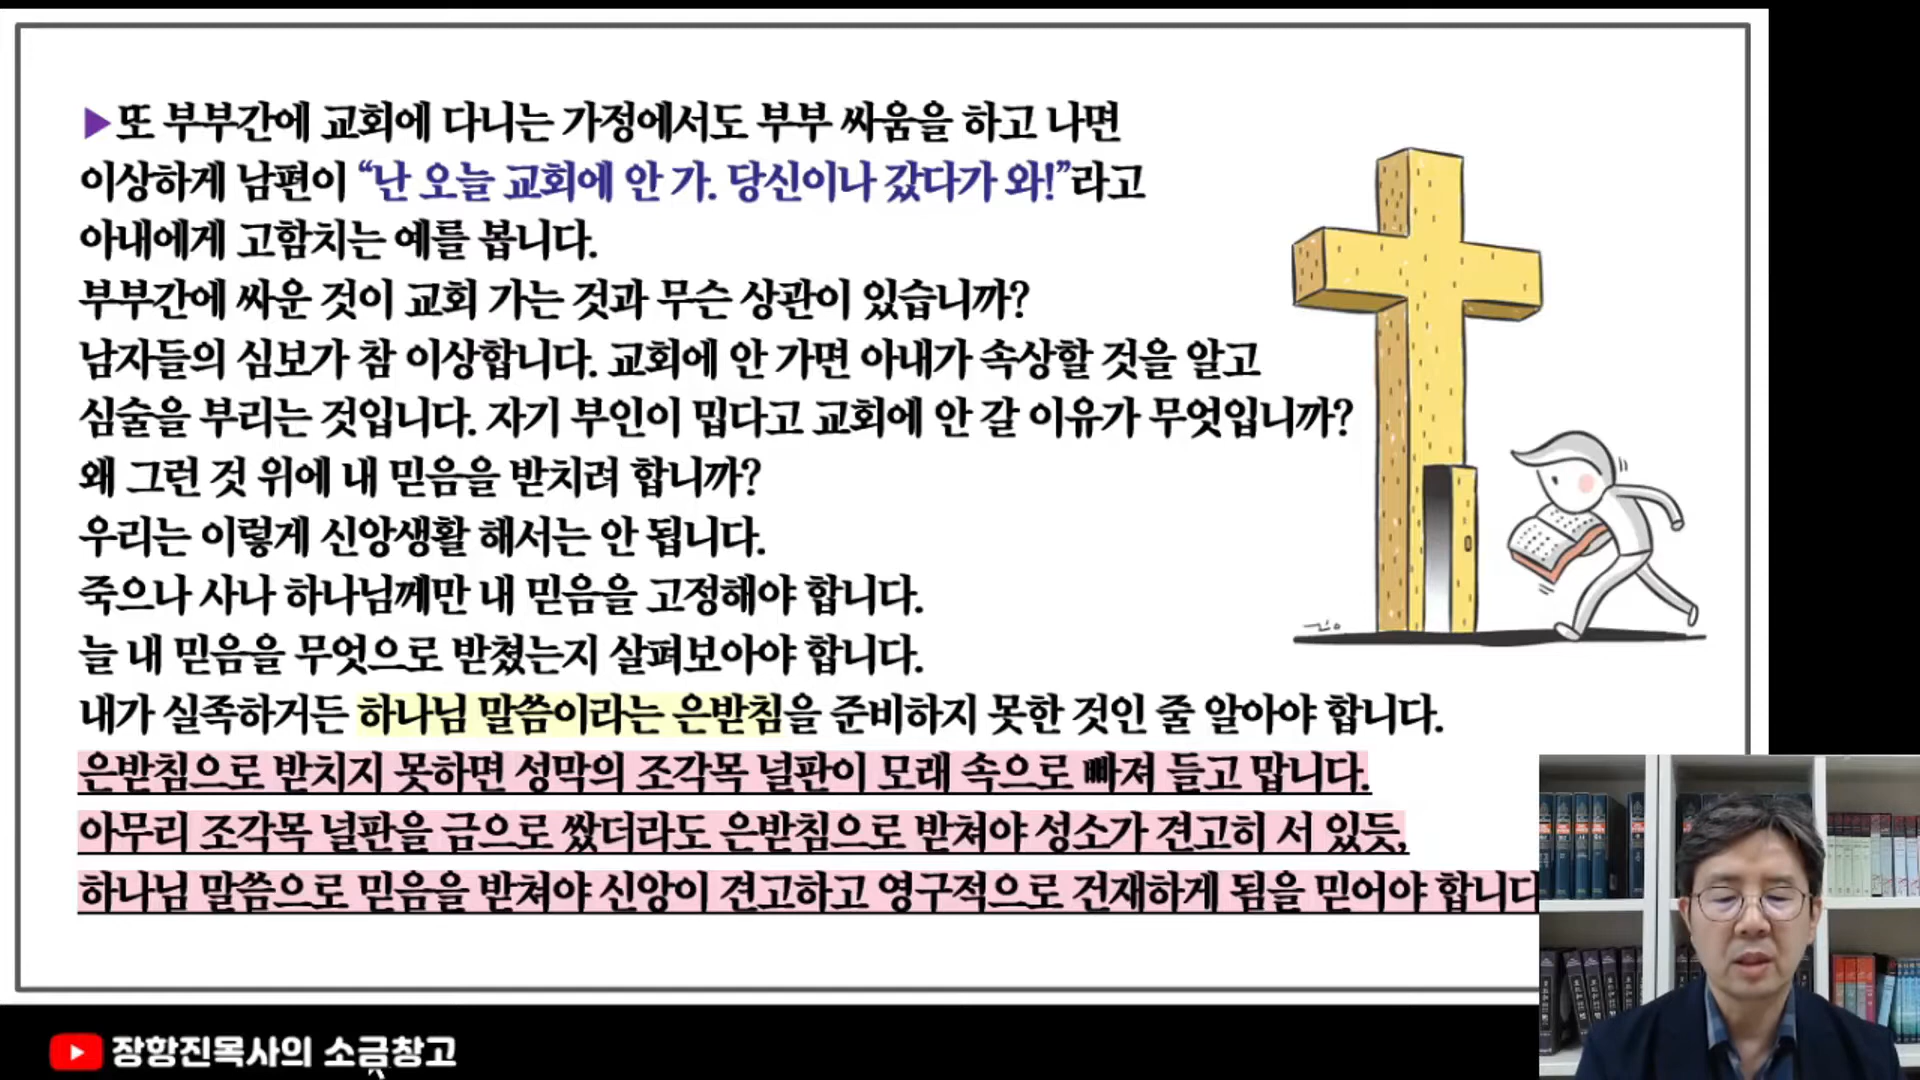 ▶또 부부간에 교회에 다니는 가정에서도 부부 싸움을 하고 나면
이상하게 남편이 “난 오늘 교회에 안 가. 당신이나 갔다가 와!”라고
아내에게 고함치는 예를 봅니다.
부부간에 싸운 것이 교회 가는 것과 무슨 상관이 있습니까?
남자들의 심보가 참 이상합니다. 교회에 안 가면 아내가 속상할 것을 알고
심술을 부리는 것입니다. 자기 부인이 밉다고 교회에 안 갈 이유가 무엇입니까?
왜 그런 것 위에 내 믿음을 받치려 합니까?
우리는 이렇게 신앙생활 해서는 안 됩니다.
죽으나 사나 하나님께만 내 믿음을 고정해야 합니다.
늘 내 믿음을 무엇으로 받쳤는지 살펴보아야 합니다.
내가 실족하거든 하나님 말씀이라는 은받침을 준비하지 못한 것인 줄 알아야 합니다.
은받침으로 받치지 못하면 성막의 조각목 널판이 모래 속으로 빠져 들고 맙니다.
아무리 조각목 널판을 금으로 쌌더라도 은받침으로 받쳐야 성소가 견고히 서 있듯,
하나님 말씀으로 믿음을 받쳐야 신앙이 견고하고 영구적으로 건재하게 됨을 믿어야 합니다
장항진목사의 소금창고